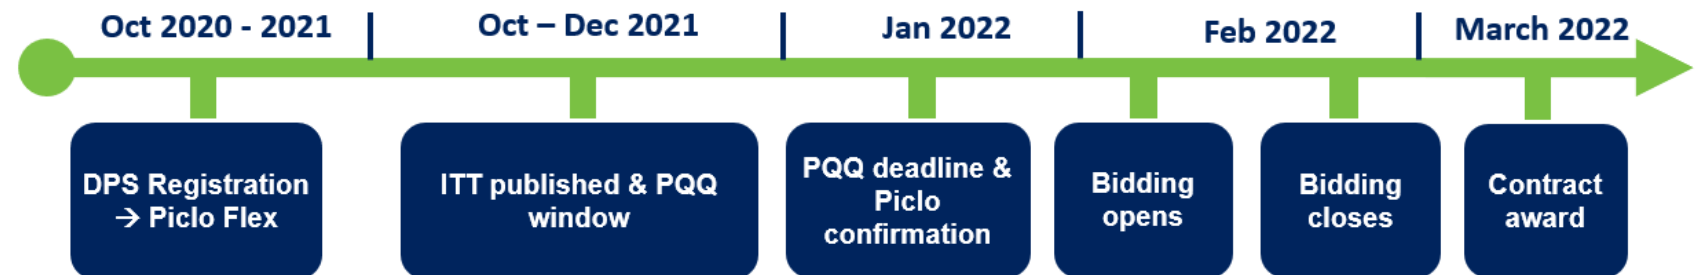 Oct 2020 - 2021
Oct – Dec 2021
Jan 2022
Feb 2022
March 2022
DPS Registration
→ Piclo Flex
ITT published & PQQ
window
PQQ deadline &
Piclo
confirmation
Bidding
opens
Bidding
closes
Contract
award